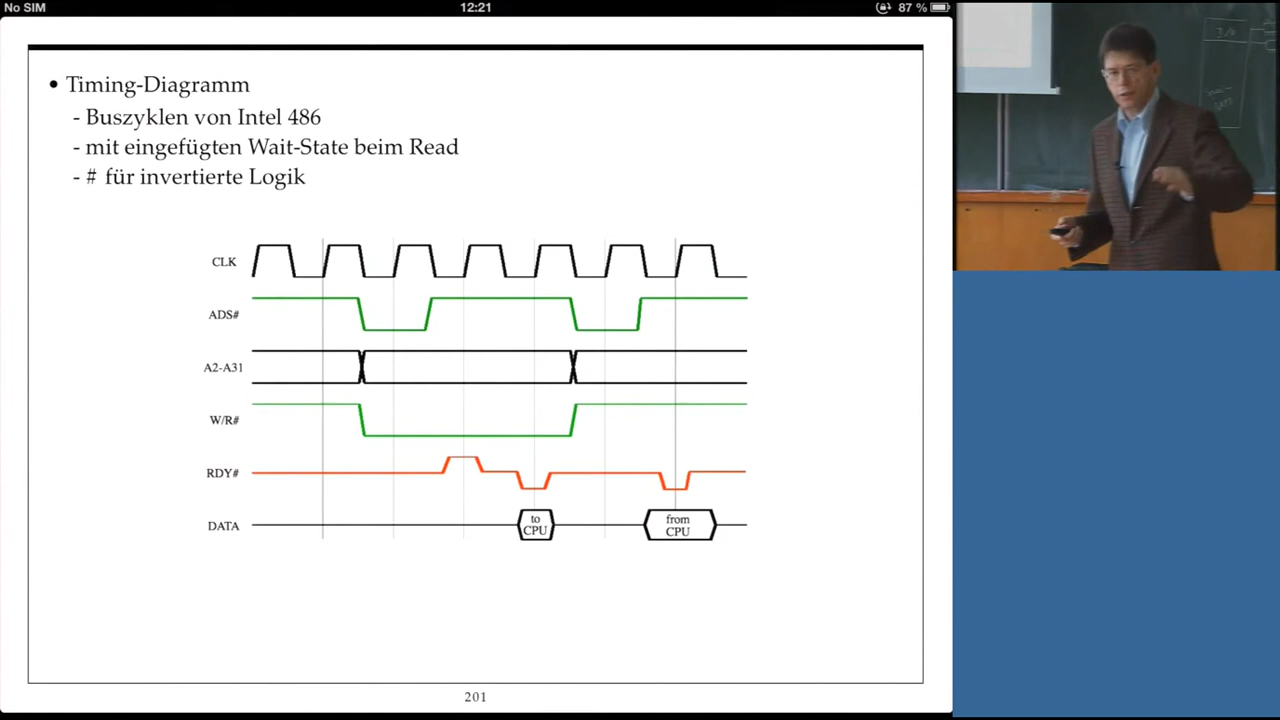 No SIM 12:21 87 %
• Timing-Diagramm
- Buszyklen von Intel 486
- mit eingefügten Wait-State beim Read
- # für invertierte Logik
CLK
ADS#
A2-A31
W/R#
RDY#
DATA
to
CPU
from
CPU
201